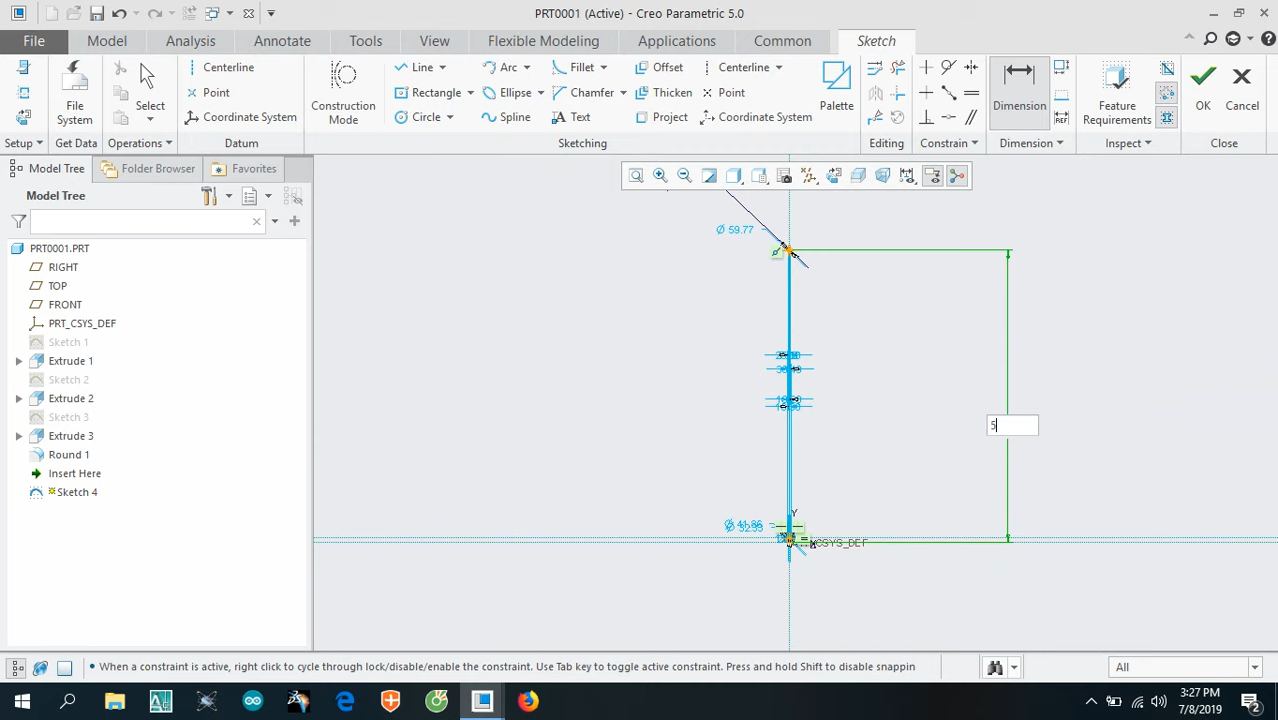 PRT0001 (Active) - Creo Parametric 5.0
File Model Analysis Annotate Tools View Flexible Modeling Applications Common Sketch
File System
Select
Centerline
Point
Coordinate System
Construction Mode
Line Arc Fillet Offset Centerline
Rectangle Ellipse Chamfer Thicken Point
Circle Spline Text Project Coordinate System
Palette
Dimension
REF
Feature Requirements
OK
Cancel
Setup Get Data Operations Datum Sketching Editing Constrain Dimension Inspect Close
Model Tree Folder Browser Favorites
Model Tree
PRT0001.PRT
RIGHT
TOP
FRONT
PRT_CSYS_DEF
Sketch 1
Extrude 1
Sketch 2
Extrude 2
Sketch 3
Extrude 3
Round 1
Insert Here
Sketch 4
Ø 59.77
5
Y
CSYS_DEF
When a constraint is active, right click to cycle through lock/disable/enable the constraint. Use Tab key to toggle active constraint. Press and hold Shift to disable snappin
All
3:27 PM
7/8/2019
2